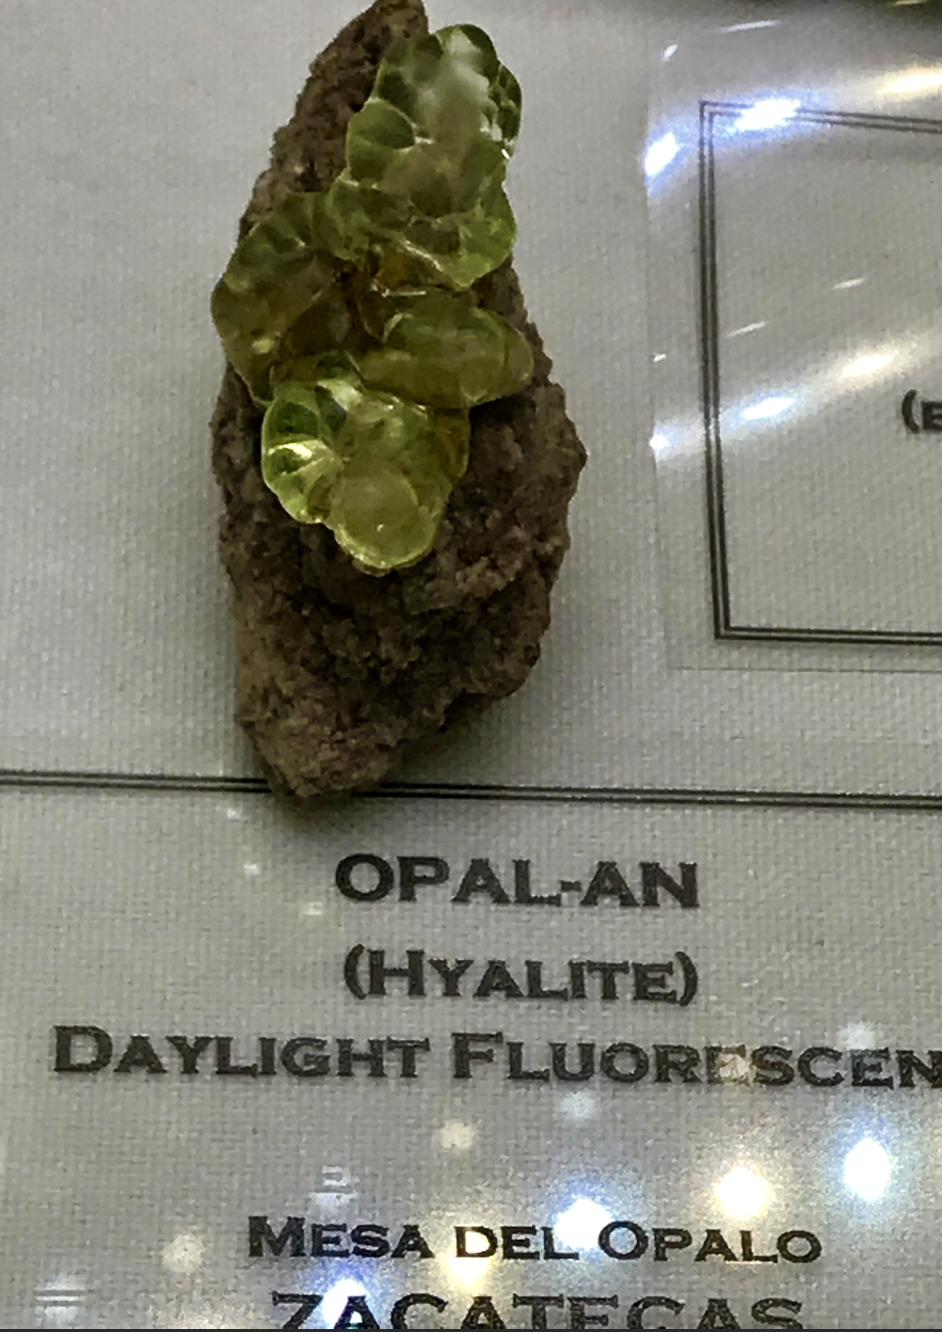 (E
OPAL-AN
(HYALITE)
DAYLIGHT FLUORESCEN
MESA DEL OPALO
ZACATECAS